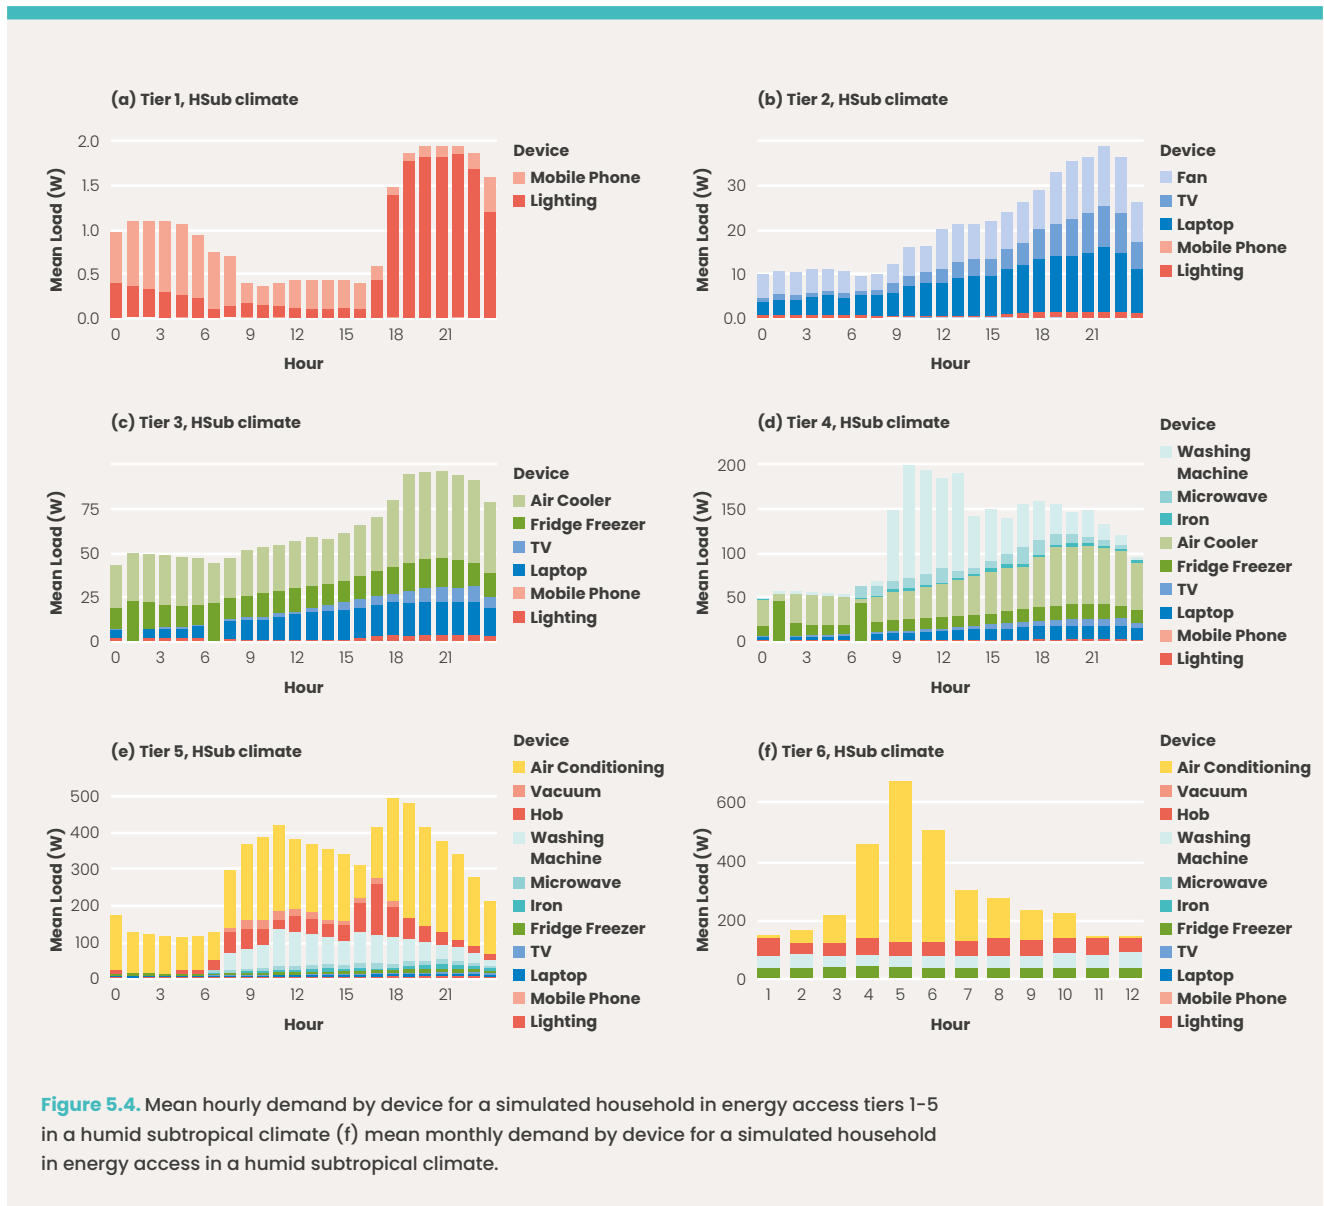 (a) Tier 1, HSub climate
Mean Load (W)
2.0
1.5
1.0
0.5
0.0
0 3 6 9 12 15 18 21
Hour
Device
Mobile Phone
Lighting
(b) Tier 2, HSub climate
Mean Load (W)
30
20
10
0.0
0 3 6 9 12 15 18 21
Hour
Device
Fan
TV
Laptop
Mobile Phone
Lighting
(c) Tier 3, HSub climate
Mean Load (W)
75
50
25
0
0 3 6 9 12 15 18 21
Hour
Device
Air Cooler
Fridge Freezer
TV
Laptop
Mobile Phone
Lighting
(d) Tier 4, HSub climate
Mean Load (W)
200
150
100
50
0
0 3 6 9 12 15 18 21
Hour
Device
Washing
Machine
Microwave
Iron
Air Cooler
Fridge Freezer
TV
Laptop
Mobile Phone
Lighting
(e) Tier 5, HSub climate
Mean Load (W)
500
400
300
200
100
0
0 3 6 9 12 15 18 21
Hour
Device
Air Conditioning
Vacuum
Hob
Washing
Machine
Microwave
Iron
Fridge Freezer
TV
Laptop
Mobile Phone
Lighting
(f) Tier 6, HSub climate
Mean Load (W)
600
400
200
0
1 2 3 4 5 6 7 8 9 10 11 12
Hour
Device
Air Conditioning
Vacuum
Hob
Washing
Machine
Microwave
Iron
Fridge Freezer
TV
Laptop
Mobile Phone
Lighting
Figure 5.4. Mean hourly demand by device for a simulated household in energy access tiers 1-5
in a humid subtropical climate (f) mean monthly demand by device for a simulated household
in energy access in a humid subtropical climate.